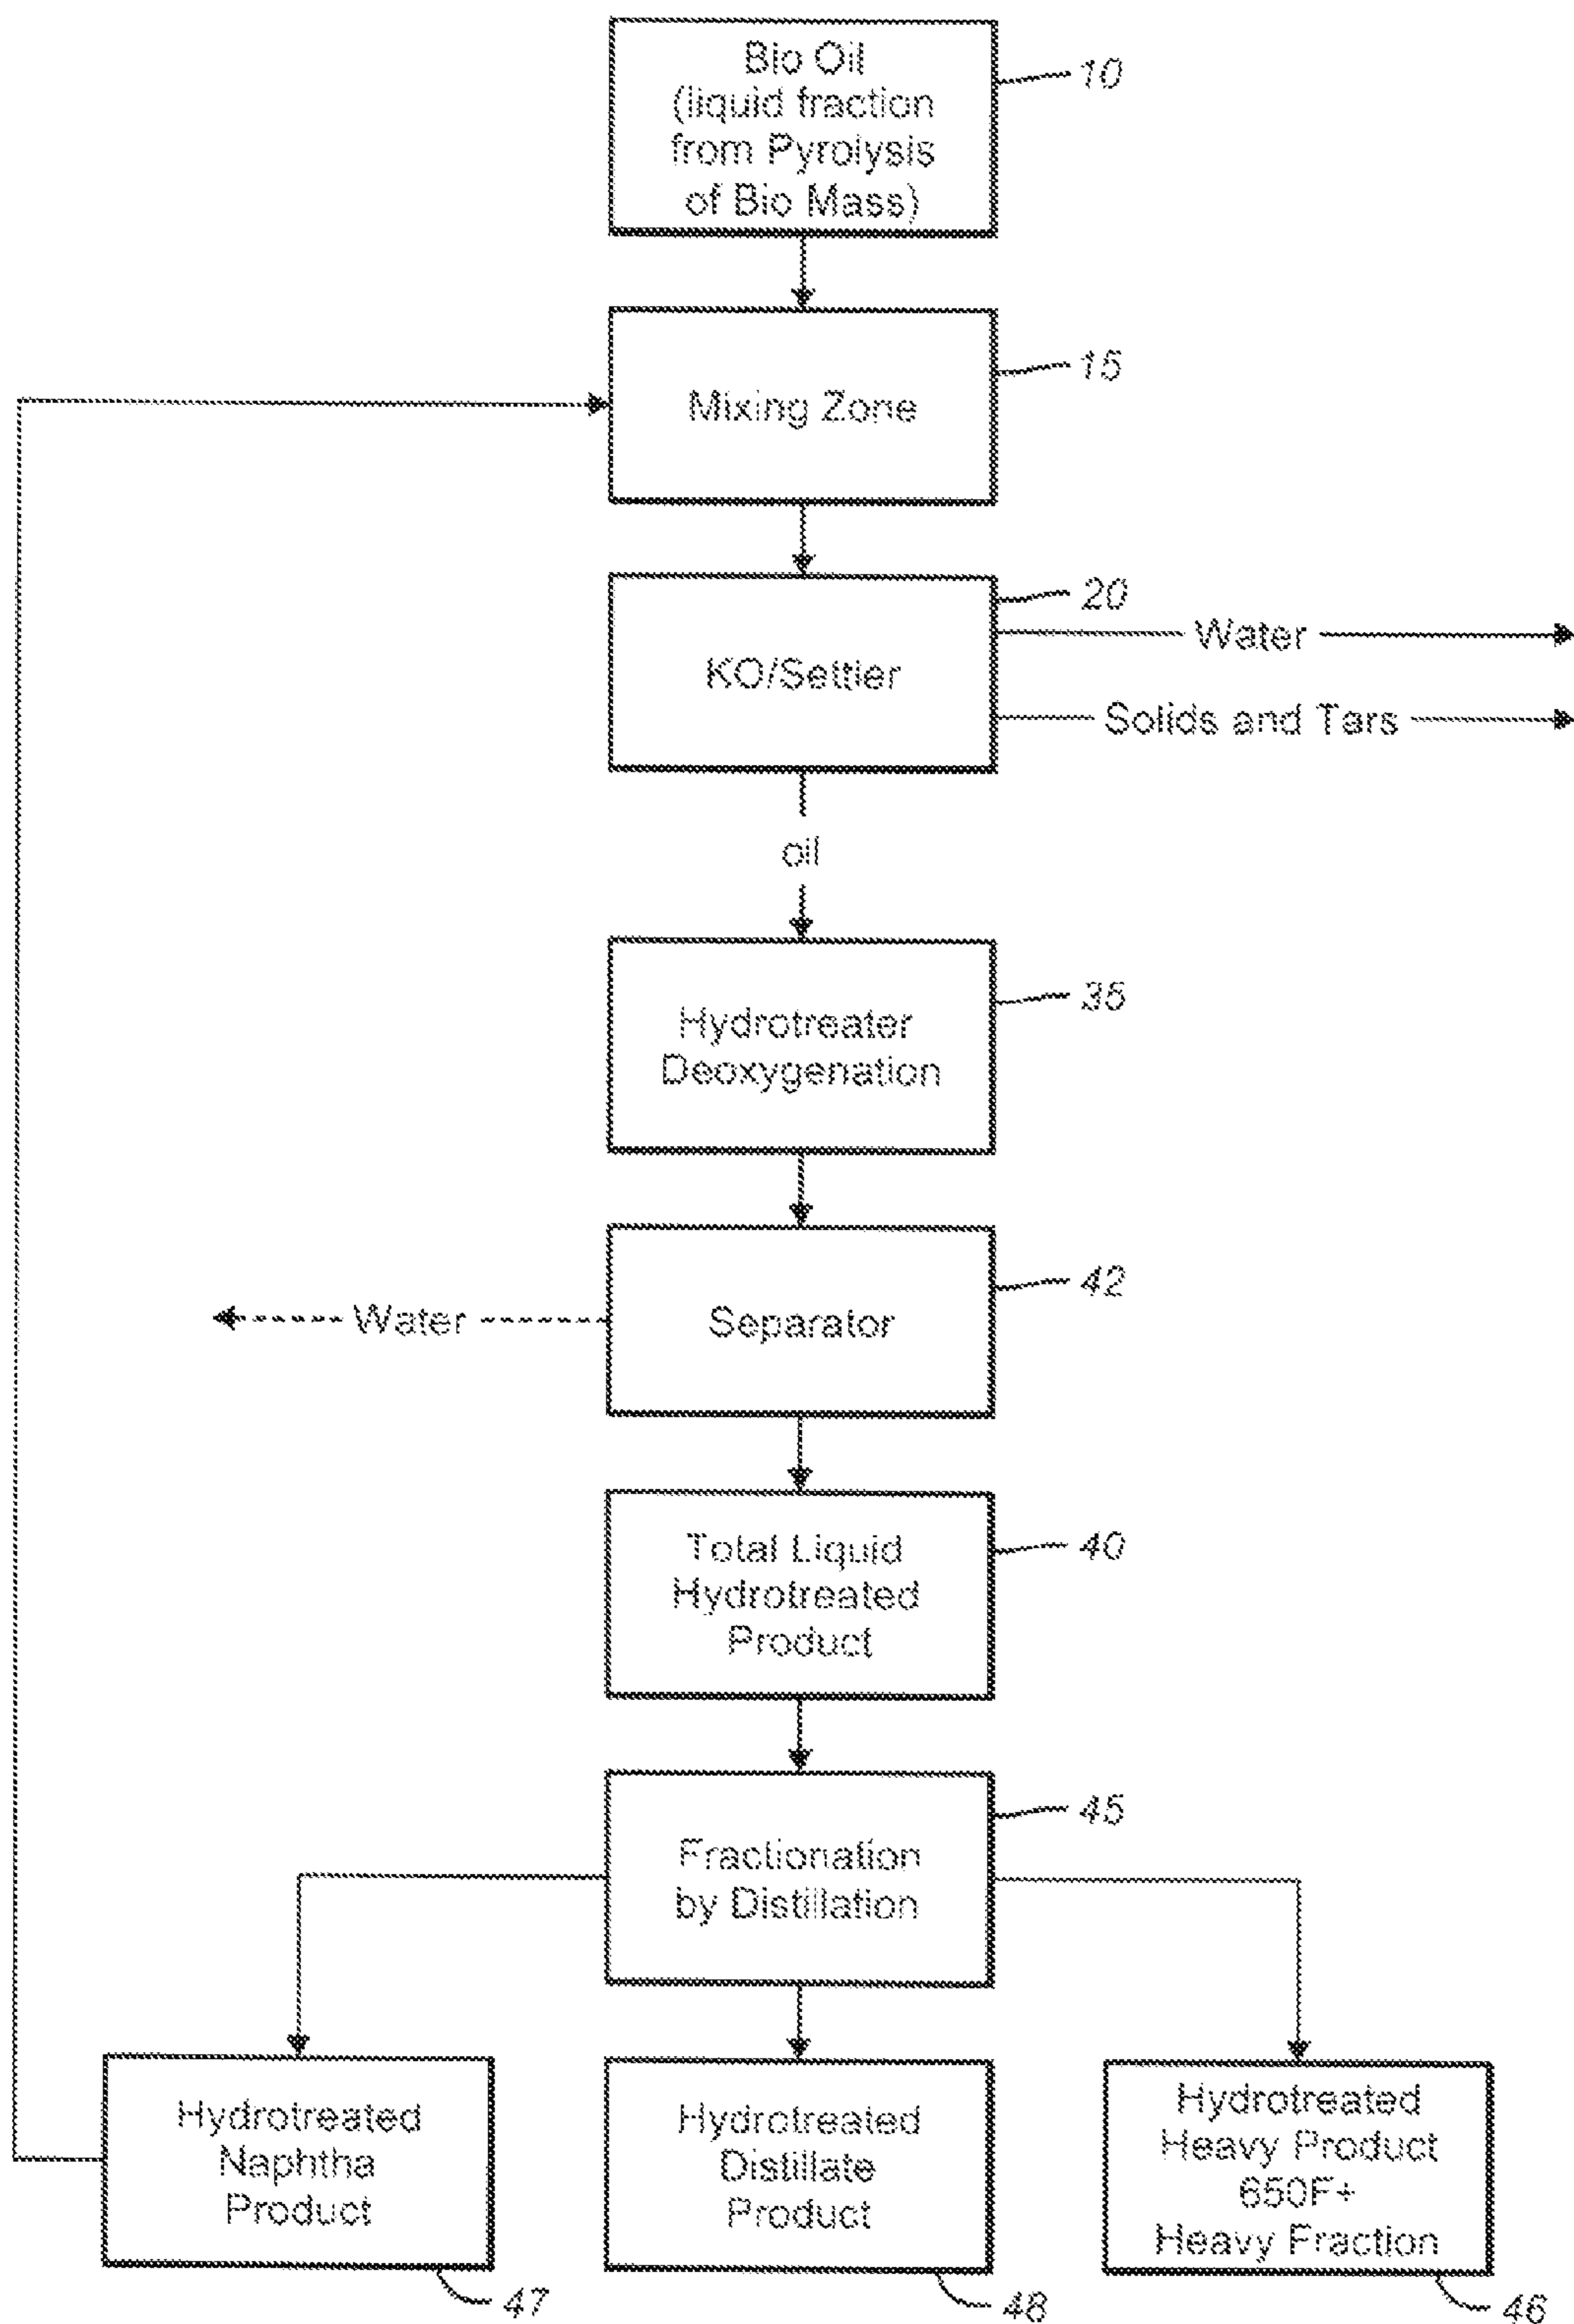 Bio Oil
(liquid fraction
from Pyrolysis
of Bio Mass)
10
Mixing Zone
15
KO/Settler
20
Water
Solids and Tars
oil
Hydrotreater
Deoxygenation
35
Separator
42
Water
Total Liquid
Hydrotreated
Product
40
Fractionation
by Distillation
45
Hydrotreated
Naphtha
Product
47
Hydrotreated
Distillate
Product
48
Hydrotreated
Heavy Product
650F+
Heavy Fraction
46